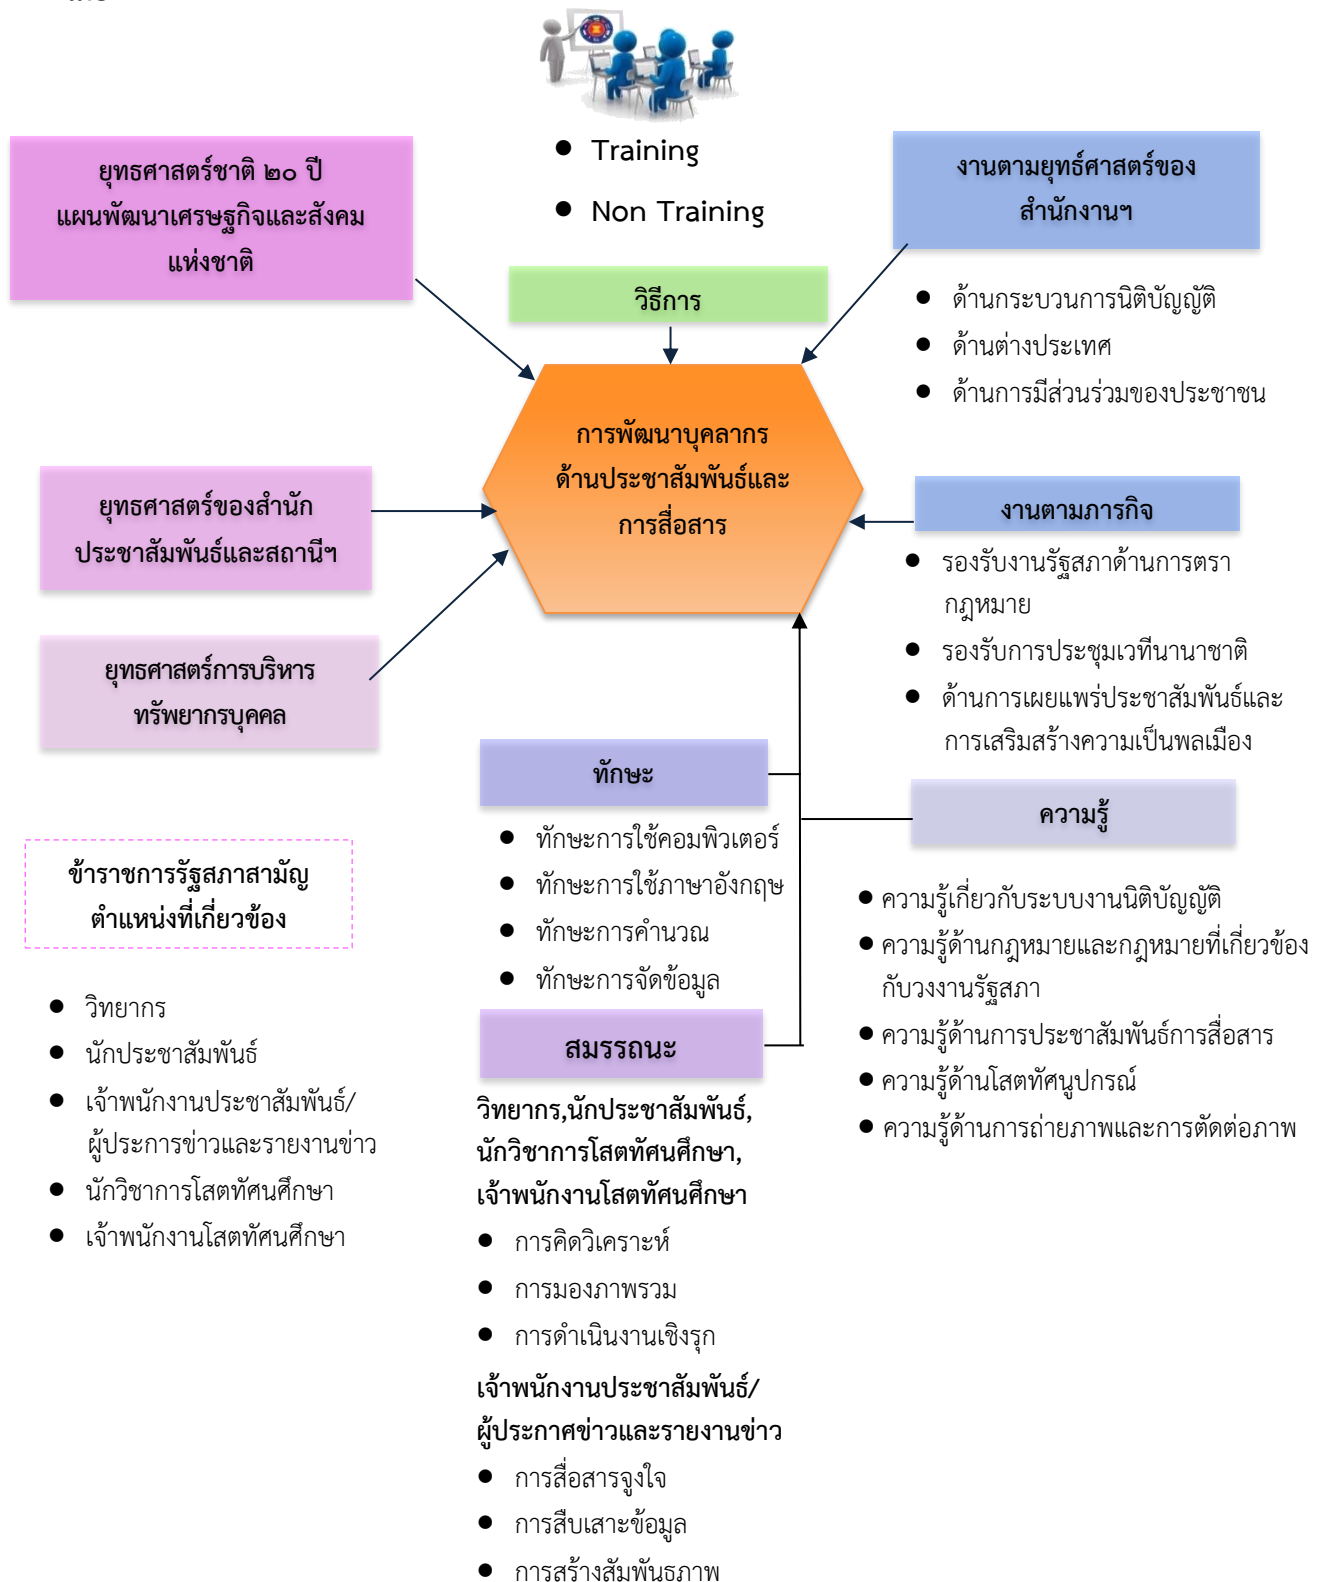 Training
Non Training
ยุทธศาสตร์ชาติ ๒๐ ปี
แผนพัฒนาเศรษฐกิจและสังคม
แห่งชาติ
งานตามยุทธ์ศาสตร์ของ
สำนักงานฯ
วิธีการ
ด้านกระบวนการนิติบัญญัติ
ด้านต่างประเทศ
ด้านการมีส่วนร่วมของประชาชน
การพัฒนาบุคลากร
ด้านประชาสัมพันธ์และ
การสื่อสาร
ยุทธศาสตร์ของสำนัก
ประชาสัมพันธ์และสถานีฯ
งานตามภารกิจ
รองรับงานรัฐสภาด้านการตรา
กฎหมาย
รองรับการประชุมเวทีนานาชาติ
ด้านการเผยแพร่ประชาสัมพันธ์และ
การเสริมสร้างความเป็นพลเมือง
ยุทธศาสตร์การบริหาร
ทรัพยากรบุคคล
ทักษะ
ทักษะการใช้คอมพิวเตอร์
ทักษะการใช้ภาษาอังกฤษ
ทักษะการคำนวณ
ทักษะการจัดข้อมูล
ความรู้
ความรู้เกี่ยวกับระบบงานนิติบัญญัติ
ความรู้ด้านกฎหมายและกฎหมายที่เกี่ยวข้อง
กับวงงานรัฐสภา
ความรู้ด้านการประชาสัมพันธ์การสื่อสาร
ความรู้ด้านโสตทัศนูปกรณ์
ความรู้ด้านการถ่ายภาพและการตัดต่อภาพ
ข้าราชการรัฐสภาสามัญ
ตำแหน่งที่เกี่ยวข้อง
วิทยากร
นักประชาสัมพันธ์
เจ้าพนักงานประชาสัมพันธ์/
ผู้ประการข่าวและรายงานข่าว
นักวิชาการโสตทัศนศึกษา
เจ้าพนักงานโสตทัศนศึกษา
สมรรถนะ
วิทยากร,นักประชาสัมพันธ์,
นักวิชาการโสตทัศนศึกษา,
เจ้าพนักงานโสตทัศนศึกษา
การคิดวิเคราะห์
การมองภาพรวม
การดำเนินงานเชิงรุก
เจ้าพนักงานประชาสัมพันธ์/
ผู้ประกาศข่าวและรายงานข่าว
การสื่อสารจูงใจ
การสืบเสาะข้อมูล
การสร้างสัมพันธภาพ